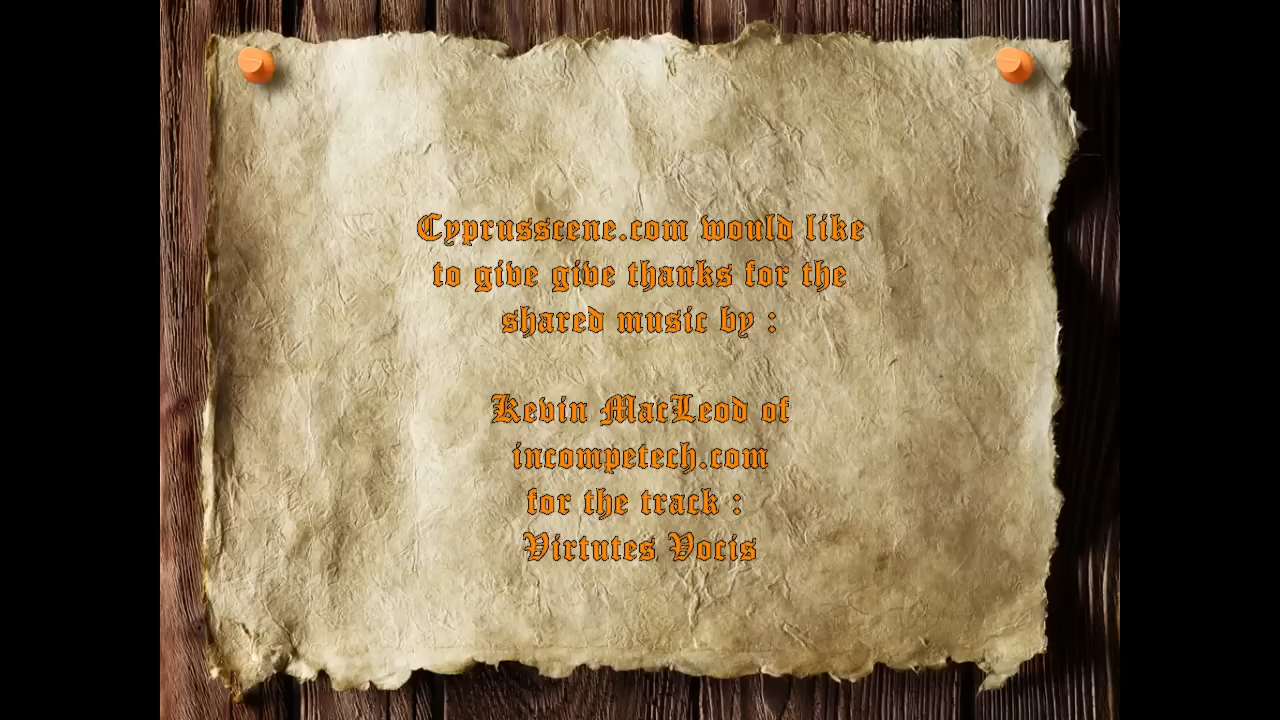 Cyprusscene.com would like
to give give thanks for the
shared music by :
Kevin MacLeod of
incompetech.com
for the track :
Virtutes Vocis